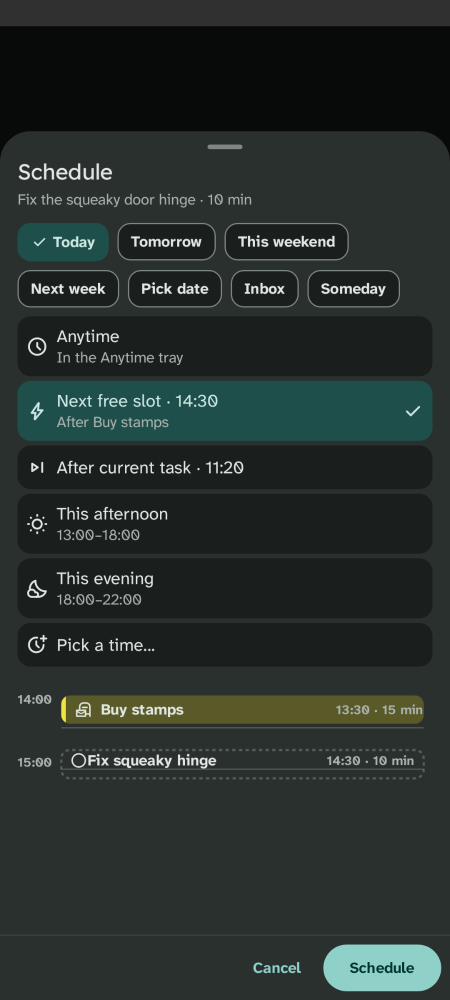 Schedule
Fix the squeaky door hinge · 10 min
Today
Tomorrow
This weekend
Next week
Pick date
Inbox
Someday
Anytime
In the Anytime tray
Next free slot · 14:30
After Buy stamps
After current task · 11:20
This afternoon
13:00–18:00
This evening
18:00–22:00
Pick a time...
14:00
Buy stamps
13:30 · 15 min
15:00
Fix squeaky hinge
14:30 · 10 min
Cancel
Schedule